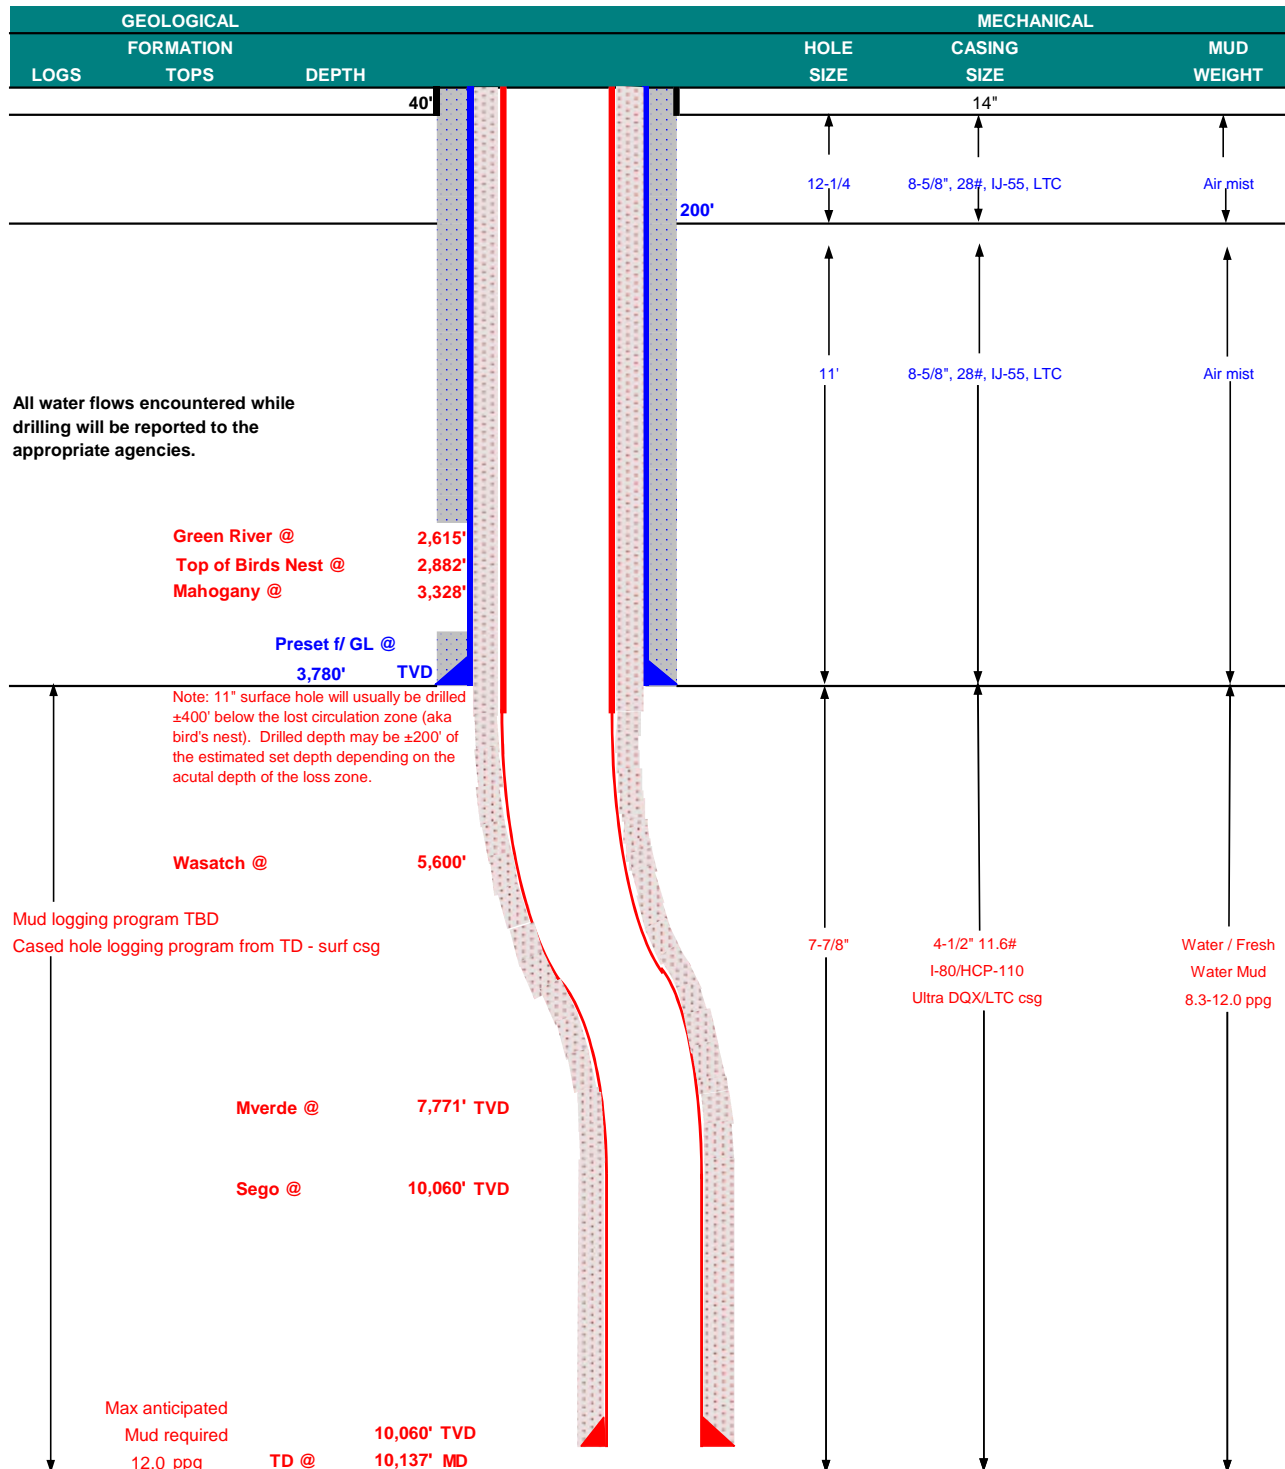 GEOLOGICAL MECHANICAL
FORMATION HOLE CASING MUD
LOGS TOPS DEPTH SIZE SIZE WEIGHT
40' 14"
12-1/4 8-5/8", 28#, IJ-55, LTC Air mist
200'
11' 8-5/8", 28#, IJ-55, LTC Air mist
All water flows encountered while
drilling will be reported to the
appropriate agencies.
Green River @ 2,615'
Top of Birds Nest @ 2,882'
Mahogany @ 3,328'
Preset f/ GL @
3,780' TVD
Note: 11" surface hole will usually be drilled
±400' below the lost circulation zone (aka
bird's nest). Drilled depth may be ±200' of
the estimated set depth depending on the
acutal depth of the loss zone.
Wasatch @ 5,600'
Mud logging program TBD
Cased hole logging program from TD - surf csg
7-7/8" 4-1/2" 11.6# Water / Fresh
I-80/HCP-110 Water Mud
Ultra DQX/LTC csg 8.3-12.0 ppg
Mverde @ 7,771' TVD
Sego @ 10,060' TVD
Max anticipated
Mud required 10,060' TVD
12.0 ppg TD @ 10,137' MD